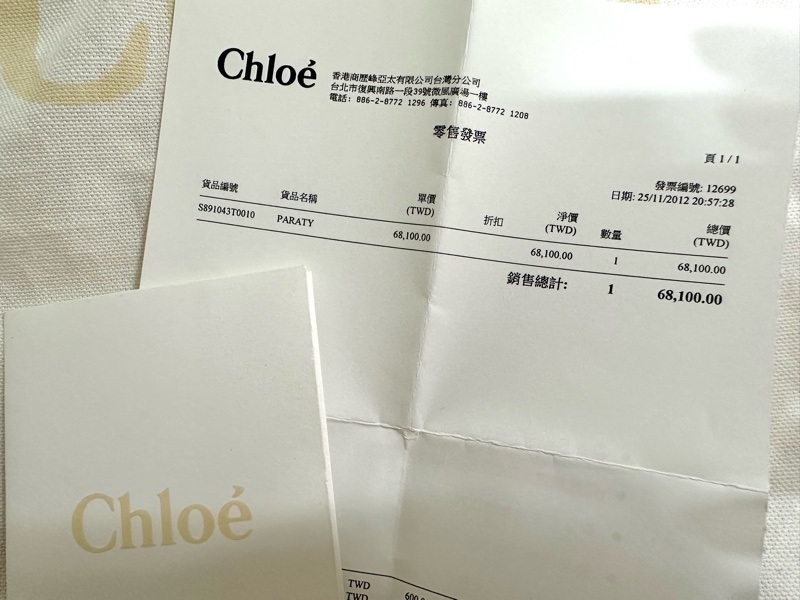 Chloé
香港商歷峰亞太有限公司台灣分公司
台北市復興南路一段39號微風廣場一樓
電話: 886-2-8772 1296 傳真: 886-2-8772 1208
零售發票
頁 1 / 1
發票編號: 12699
日期: 25/11/2012 20:57:28
貨品編號 貨品名稱 單價 (TWD) 折扣 淨價 (TWD) 數量 總價 (TWD)
S891043T0010 PARATY 68,100.00 68,100.00 1 68,100.00
銷售總計: 1 68,100.00
Chloé
TWD
TWD